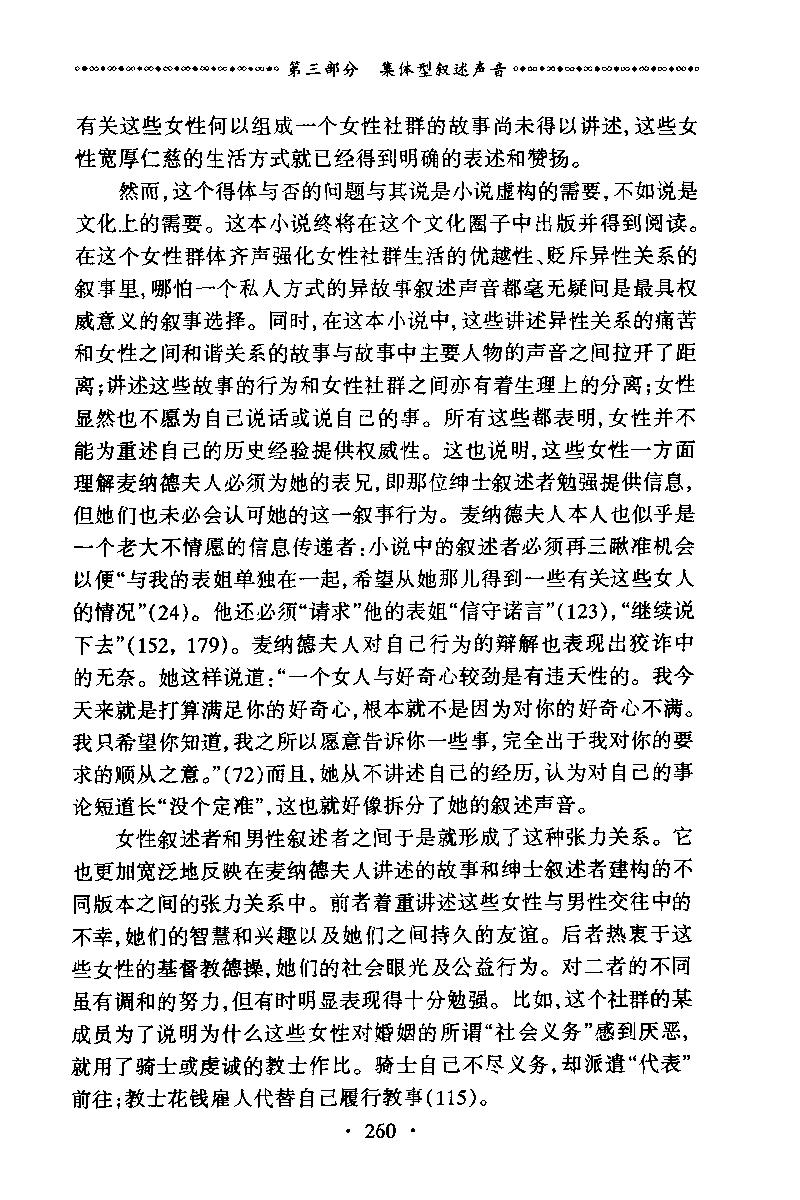 第三部分 集体型叙述声音
有关这些女性何以组成一个女性社群的故事尚未得以讲述,这些女
性宽厚仁慈的生活方式就已经得到明确的表述和赞扬。
然而,这个得体与否的问题与其说是小说虚构的需要,不如说是
文化上的需要。这本小说终将在这个文化圈子中出版并得到阅读。
在这个女性群体齐声强化女性社群生活的优越性、贬斥异性关系的
叙事里,哪怕一个私人方式的异故事叙述声音都毫无疑问是最具权
威意义的叙事选择。同时,在这本小说中,这些讲述异性关系的痛苦
和女性之间和谐关系的故事与故事中主要人物的声音之间拉开了距
离;讲述这些故事的行为和女性社群之间亦有着生理上的分离;女性
显然也不愿为自己说话或说自己的事。所有这些都表明,女性并不
能为重述自己的历史经验提供权威性。这也说明,这些女性一方面
理解麦纳德夫人必须为她的表兄,即那位绅士叙述者勉强提供信息,
但她们也未必会认可她的这一叙事行为。麦纳德夫人本人也似乎是
一个老大不情愿的信息传递者:小说中的叙述者必须再三瞅准机会
以便“与我的表姐单独在一起,希望从她那儿得到一些有关这些女人
的情况”(24)。他还必须“请求”他的表姐“信守诺言”(123),“继续说
下去”(152, 179)。麦纳德夫人对自己行为的辩解也表现出狡诈中
的无奈。她这样说道:“一个女人与好奇心较劲是有违天性的。我今
天来就是打算满足你的好奇心,根本就不是因为对你的好奇心不满。
我只希望你知道,我之所以愿意告诉你一些事,完全出于我对你的要
求的顺从之意。”(72)而且,她从不讲述自己的经历,认为对自己的事
论短道长“没个定准”,这也就好像拆分了她的叙述声音。
女性叙述者和男性叙述者之间于是就形成了这种张力关系。它
也更加宽泛地反映在麦纳德夫人讲述的故事和绅士叙述者建构的不
同版本之间的张力关系中。前者着重讲述这些女性与男性交往中的
不幸,她们的智慧和兴趣以及她们之间持久的友谊。后者热衷于这
些女性的基督教德操,她们的社会眼光及公益行为。对二者的不同
虽有调和的努力,但有时明显表现得十分勉强。比如,这个社群的某
成员为了说明为什么这些女性对婚姻的所谓“社会义务”感到厌恶,
就用了骑士或虔诚的教士作比。骑士自己不尽义务,却派遣“代表”
前往;教士花钱雇人代替自己履行教事(115)。
· 260 ·